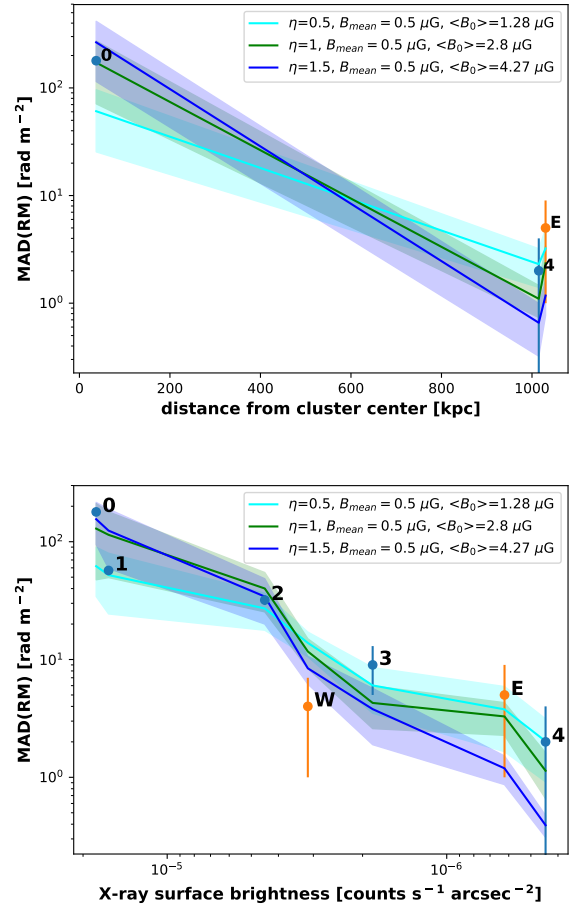 η=0.5, B_mean = 0.5 μG, <B_0>=1.28 μG
η=1, B_mean = 0.5 μG, <B_0>=2.8 μG
η=1.5, B_mean = 0.5 μG, <B_0>=4.27 μG
0
E
4
10^2
10^1
10^0
MAD(RM) [rad m^−2]
0 200 400 600 800 1000
distance from cluster center [kpc]
η=0.5, B_mean = 0.5 μG, <B_0>=1.28 μG
η=1, B_mean = 0.5 μG, <B_0>=2.8 μG
η=1.5, B_mean = 0.5 μG, <B_0>=4.27 μG
0
1
2
3
W
E
4
10^2
10^1
10^0
MAD(RM) [rad m^−2]
10^−5 10^−6
X-ray surface brightness [counts s^−1 arcsec^−2]